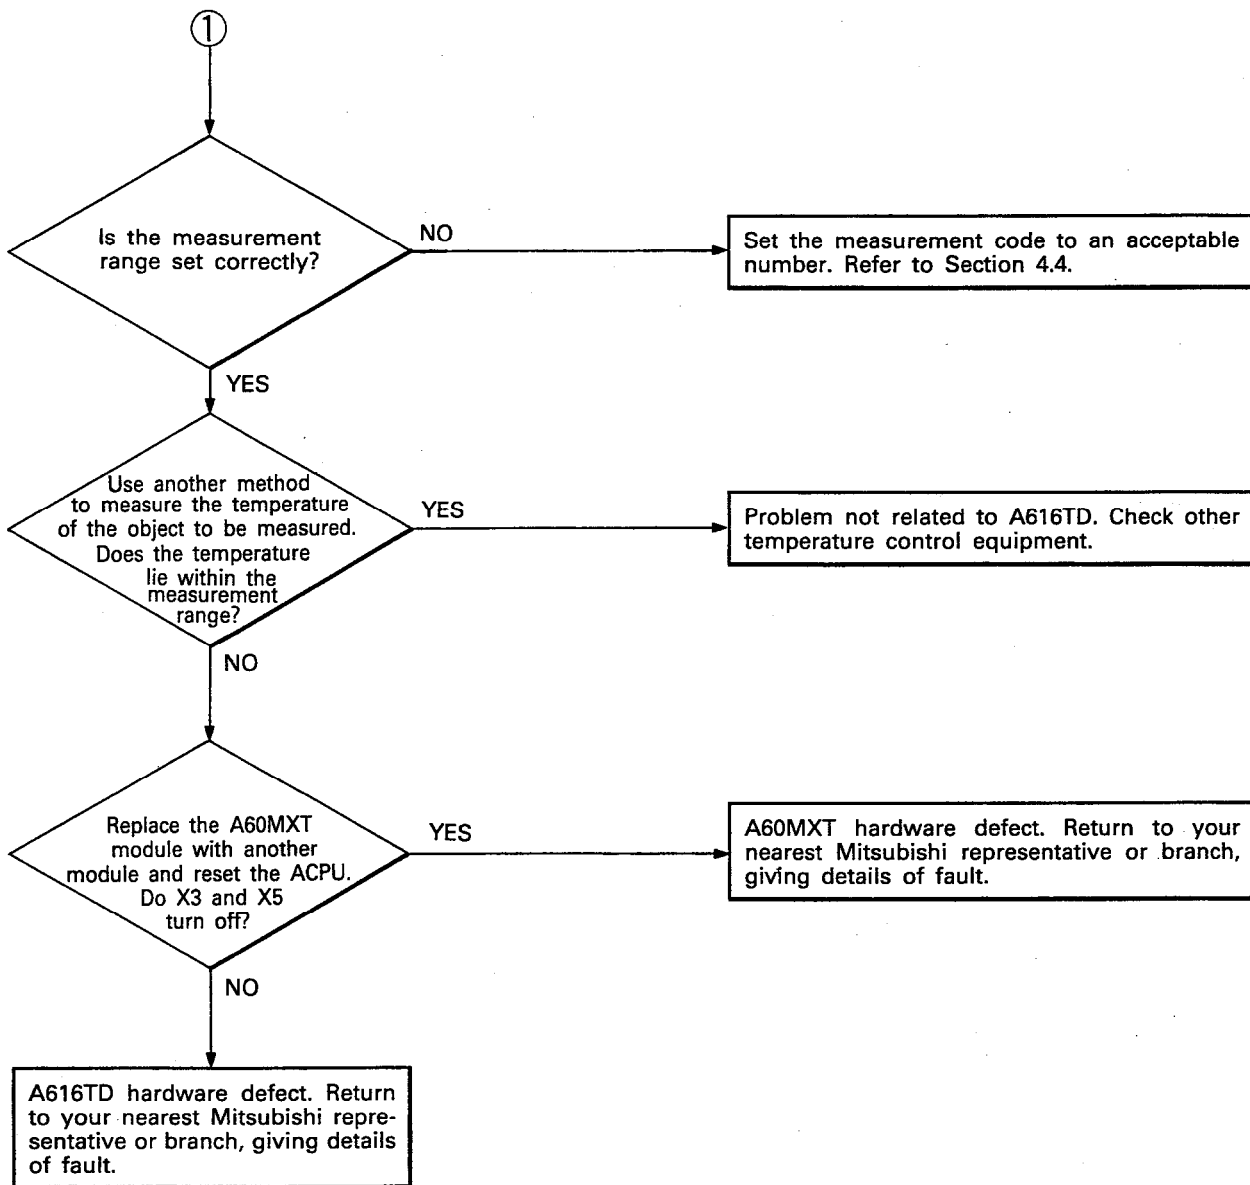 1
Is the measurement
range set correctly?
NO
Set the measurement code to an acceptable
number. Refer to Section 4.4.
YES
Use another method
to measure the temperature
of the object to be measured.
Does the temperature
lie within the
measurement
range?
YES
Problem not related to A616TD. Check other
temperature control equipment.
NO
Replace the A60MXT
module with another
module and reset the ACPU.
Do X3 and X5
turn off?
YES
A60MXT hardware defect. Return to your
nearest Mitsubishi representative or branch,
giving details of fault.
NO
A616TD hardware defect. Return
to your nearest Mitsubishi repre-
sentative or branch, giving details
of fault.